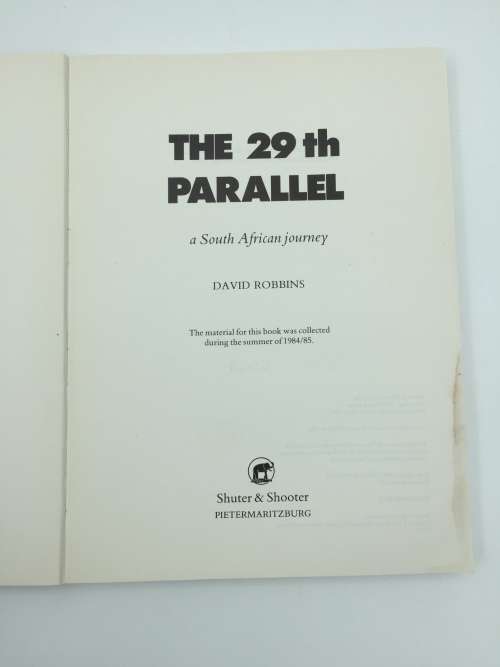 THE 29 th
PARALLEL
a South African journey
DAVID ROBBINS
The material for this book was collected
during the summer of 1984/85.
Shuter & Shooter
PIETERMARITZBURG